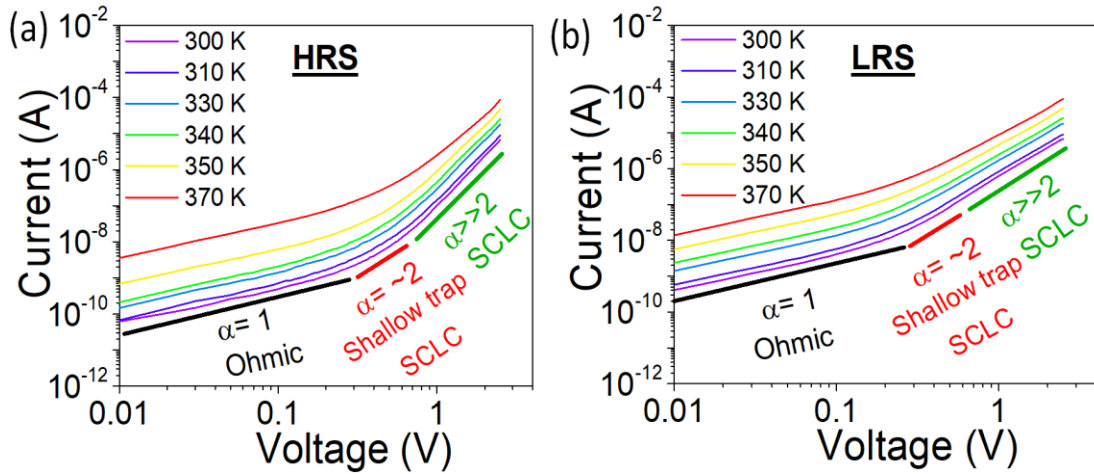 (a)
HRS
300 K
310 K
330 K
340 K
350 K
370 K
Current (A)
10⁻²
10⁻⁴
10⁻⁶
10⁻⁸
10⁻¹⁰
10⁻¹²
α= 1
Ohmic
α= ~2
Shallow trap
SCLC
α>>2
SCLC
0.01
0.1
1
Voltage (V)
(b)
LRS
300 K
310 K
330 K
340 K
350 K
370 K
Current (A)
10⁻²
10⁻⁴
10⁻⁶
10⁻⁸
10⁻¹⁰
10⁻¹²
α= 1
Ohmic
α= ~2
Shallow trap
SCLC
α>>2
SCLC
0.01
0.1
1
Voltage (V)